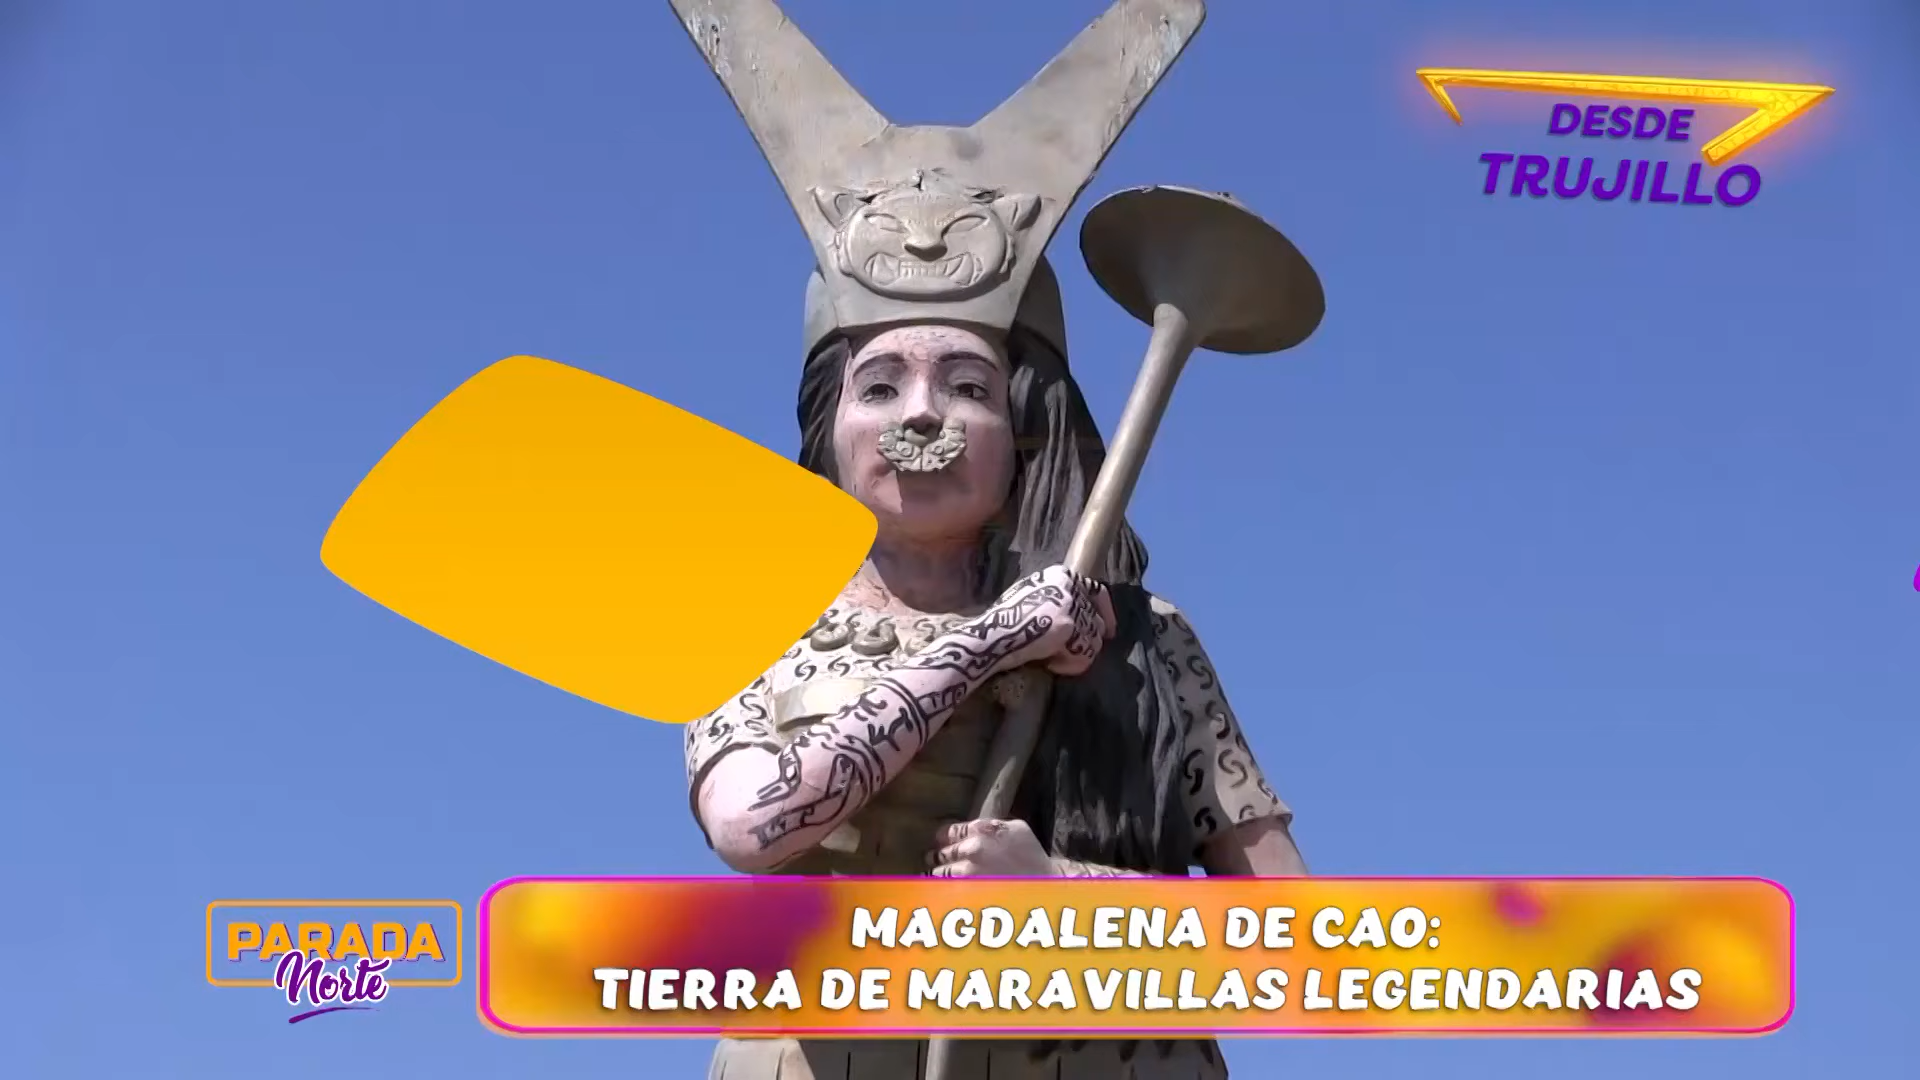 DESDE
TRUJILLO
PARADA
Norte
MAGDALENA DE CAO:
TIERRA DE MARAVILLAS LEGENDARIAS